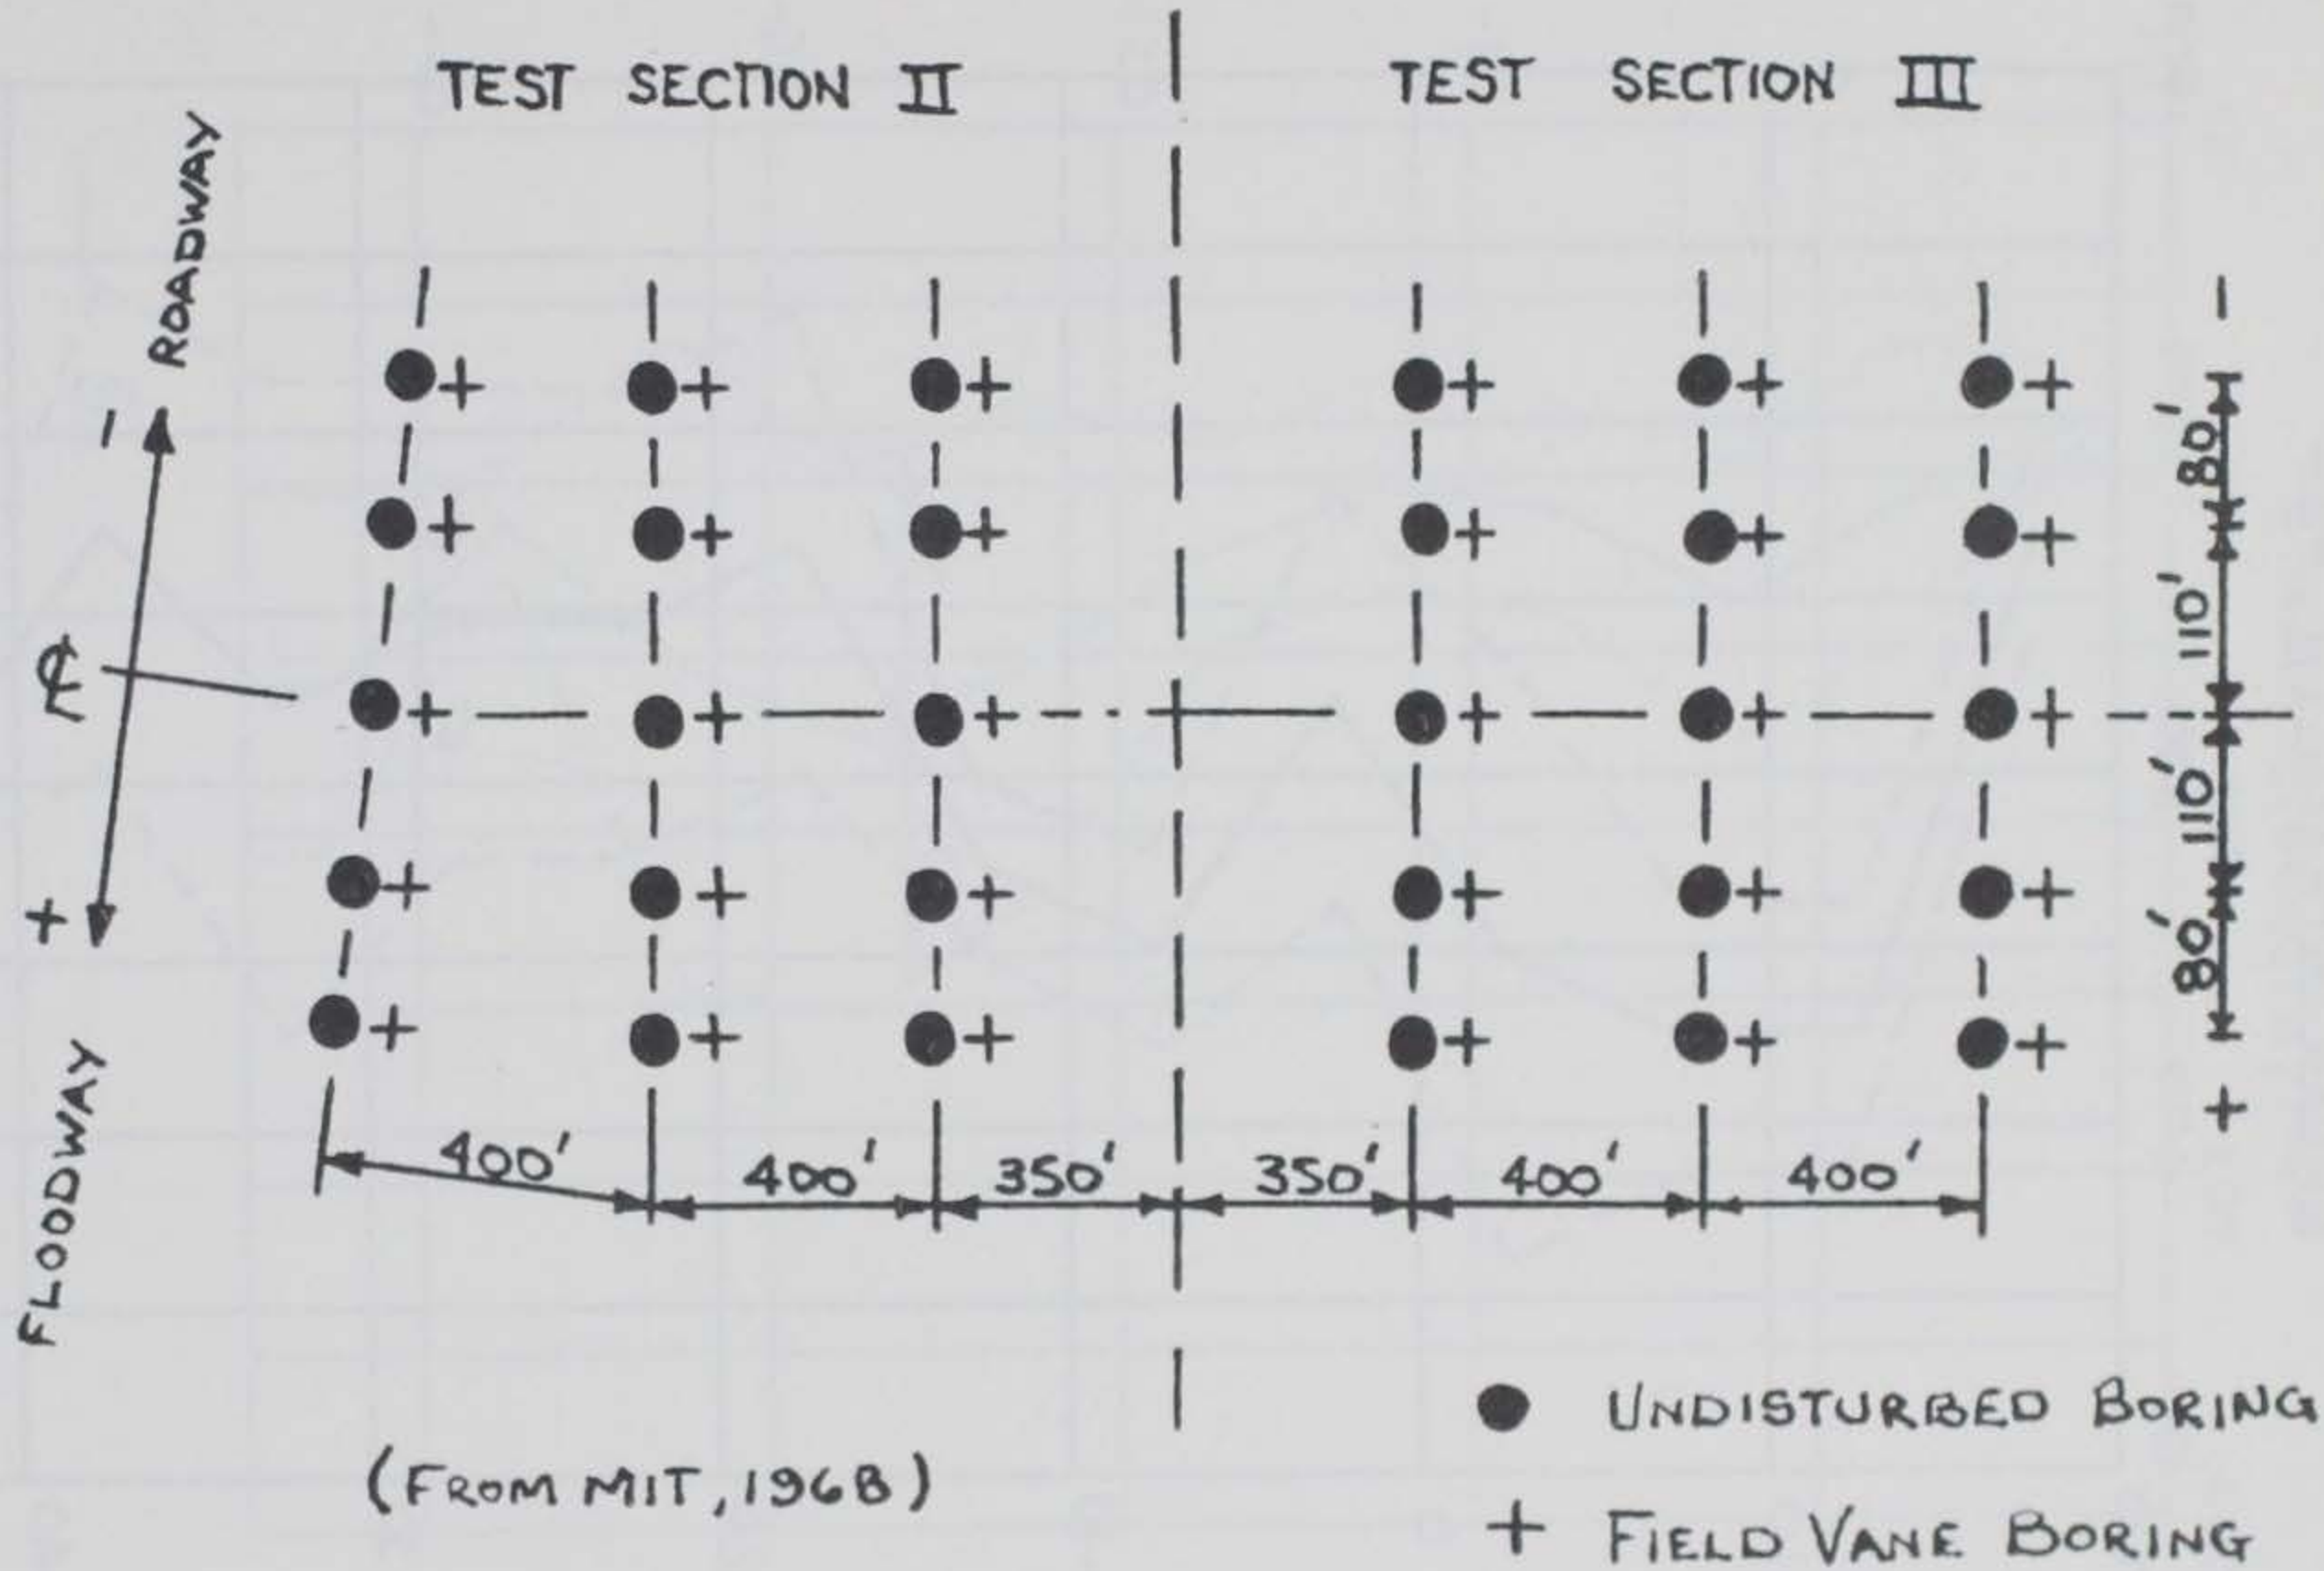 TEST SECTION II
TEST SECTION III
ROADWAY
-
℄
+
FLOODWAY
-
80'
110'
110'
80'
+
400' 400' 350' 350' 400' 400'
● UNDISTURBED BORING
(FROM MIT, 1968)
+ FIELD VANE BORING